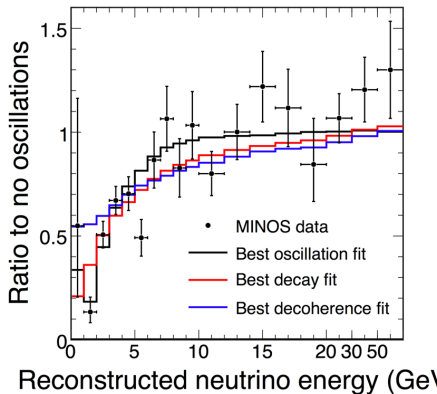 Ratio to no oscillations
1.5
1
0.5
0
MINOS data
Best oscillation fit
Best decay fit
Best decoherence fit
0 5 10 15 20 30 50
Reconstructed neutrino energy (GeV